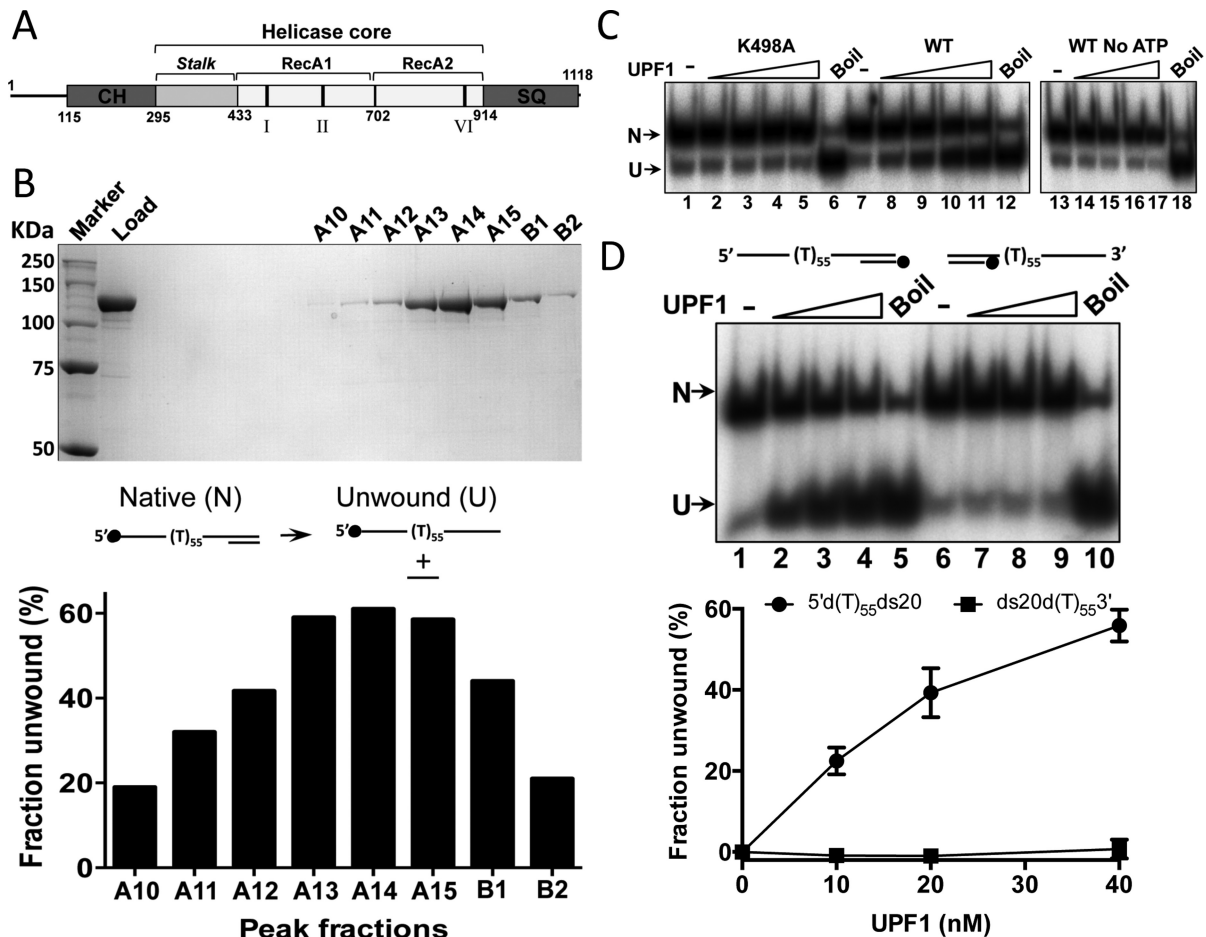 A
Helicase core
Stalk RecA1 RecA2
1 1118
CH SQ
115 295 433 702 914
I II VI
B
Marker Load A10 A11 A12 A13 A14 A15 B1 B2
KDa
250
150
100
75
50
Native (N) Unwound (U)
5’ (T)55 5’ (T)55
+
Fraction unwound (%)
60
40
20
0
A10 A11 A12 A13 A14 A15 B1 B2
Peak fractions
C
K498A WT WT No ATP
UPF1 – Boil – Boil – Boil
N
U
1 2 3 4 5 6 7 8 9 10 11 12 13 14 15 16 17 18
D
5’ (T)55 (T)55 3’
UPF1 – Boil – Boil
N
U
1 2 3 4 5 6 7 8 9 10
5'd(T)55ds20 ds20d(T)553'
Fraction unwound (%)
60
40
20
0
0 10 20 30 40
UPF1 (nM)